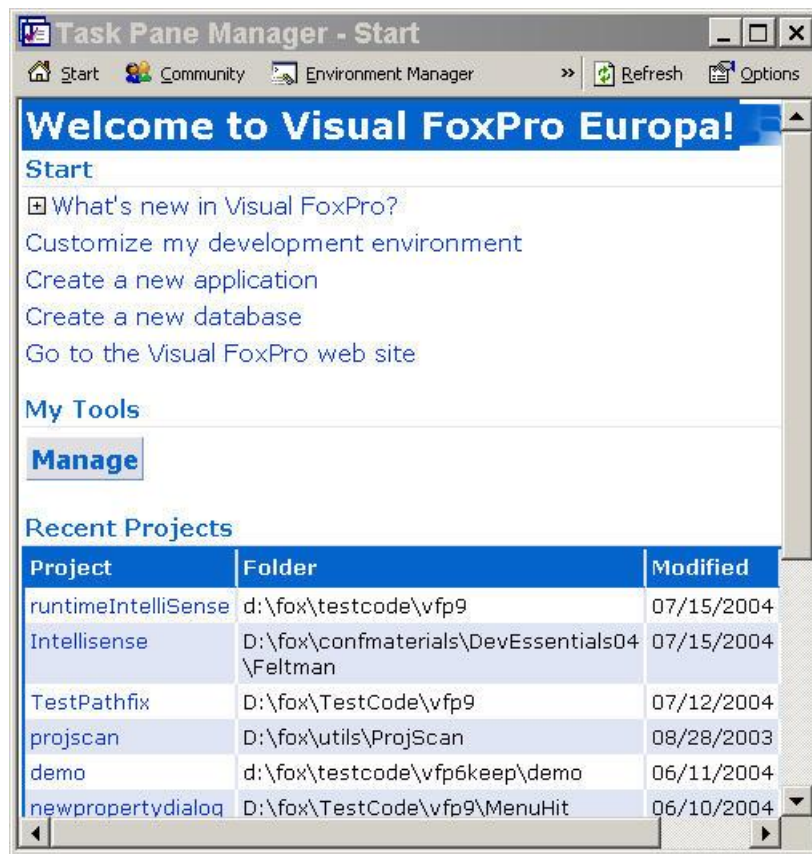 Task Pane Manager - Start
Start Community Environment Manager » Refresh Options
Welcome to Visual FoxPro Europa!
Start
What's new in Visual FoxPro?
Customize my development environment
Create a new application
Create a new database
Go to the Visual FoxPro web site
My Tools
Manage
Recent Projects
Project Folder Modified
runtimeIntelliSense d:\fox\testcode\vfp9 07/15/2004
Intellisense D:\fox\confmaterials\DevEssentials04 07/15/2004
\Feltman
TestPathfix D:\fox\TestCode\vfp9 07/12/2004
projscan D:\fox\utils\ProjScan 08/28/2003
demo d:\fox\testcode\vfp6keep\demo 06/11/2004
newpropertydialog D:\fox\TestCode\vfp9\MenuHit 06/10/2004